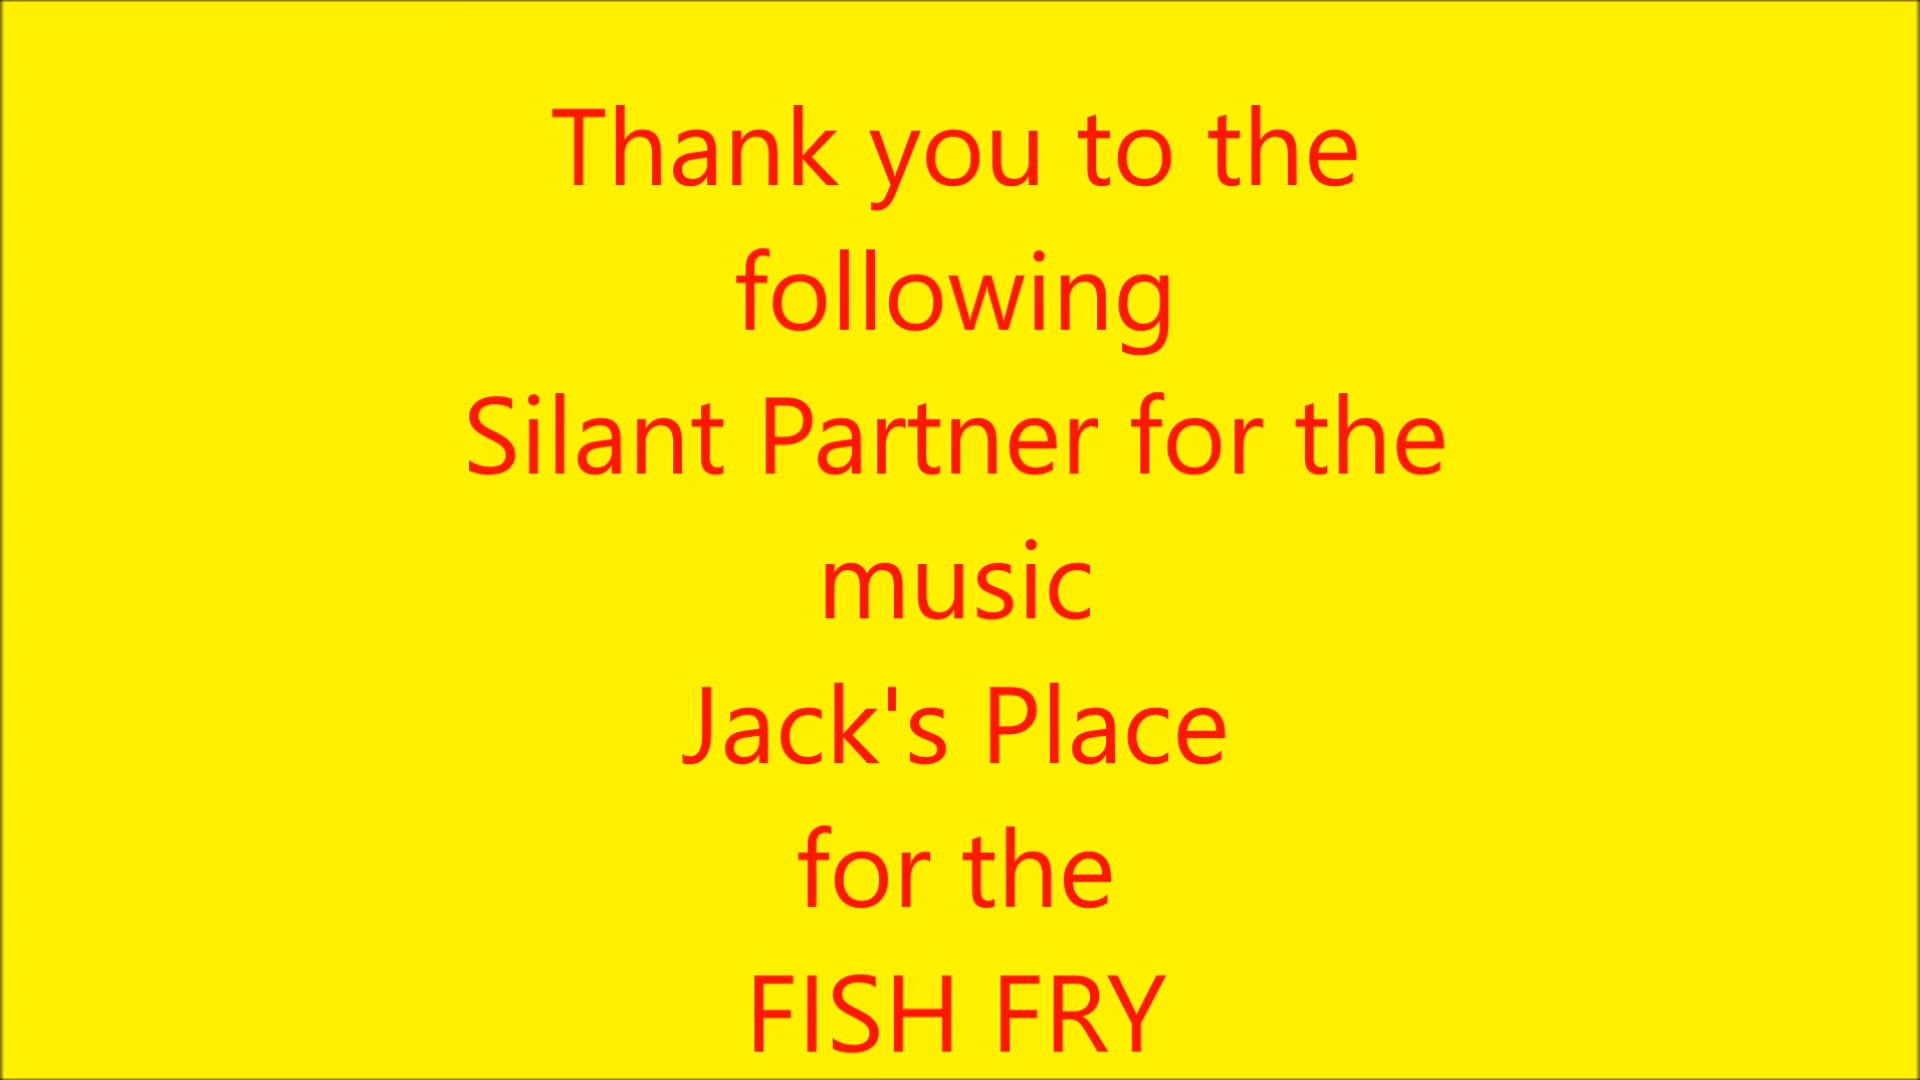 Thank you to the
following
Silant Partner for the
music
Jack's Place
for the
FISH FRY